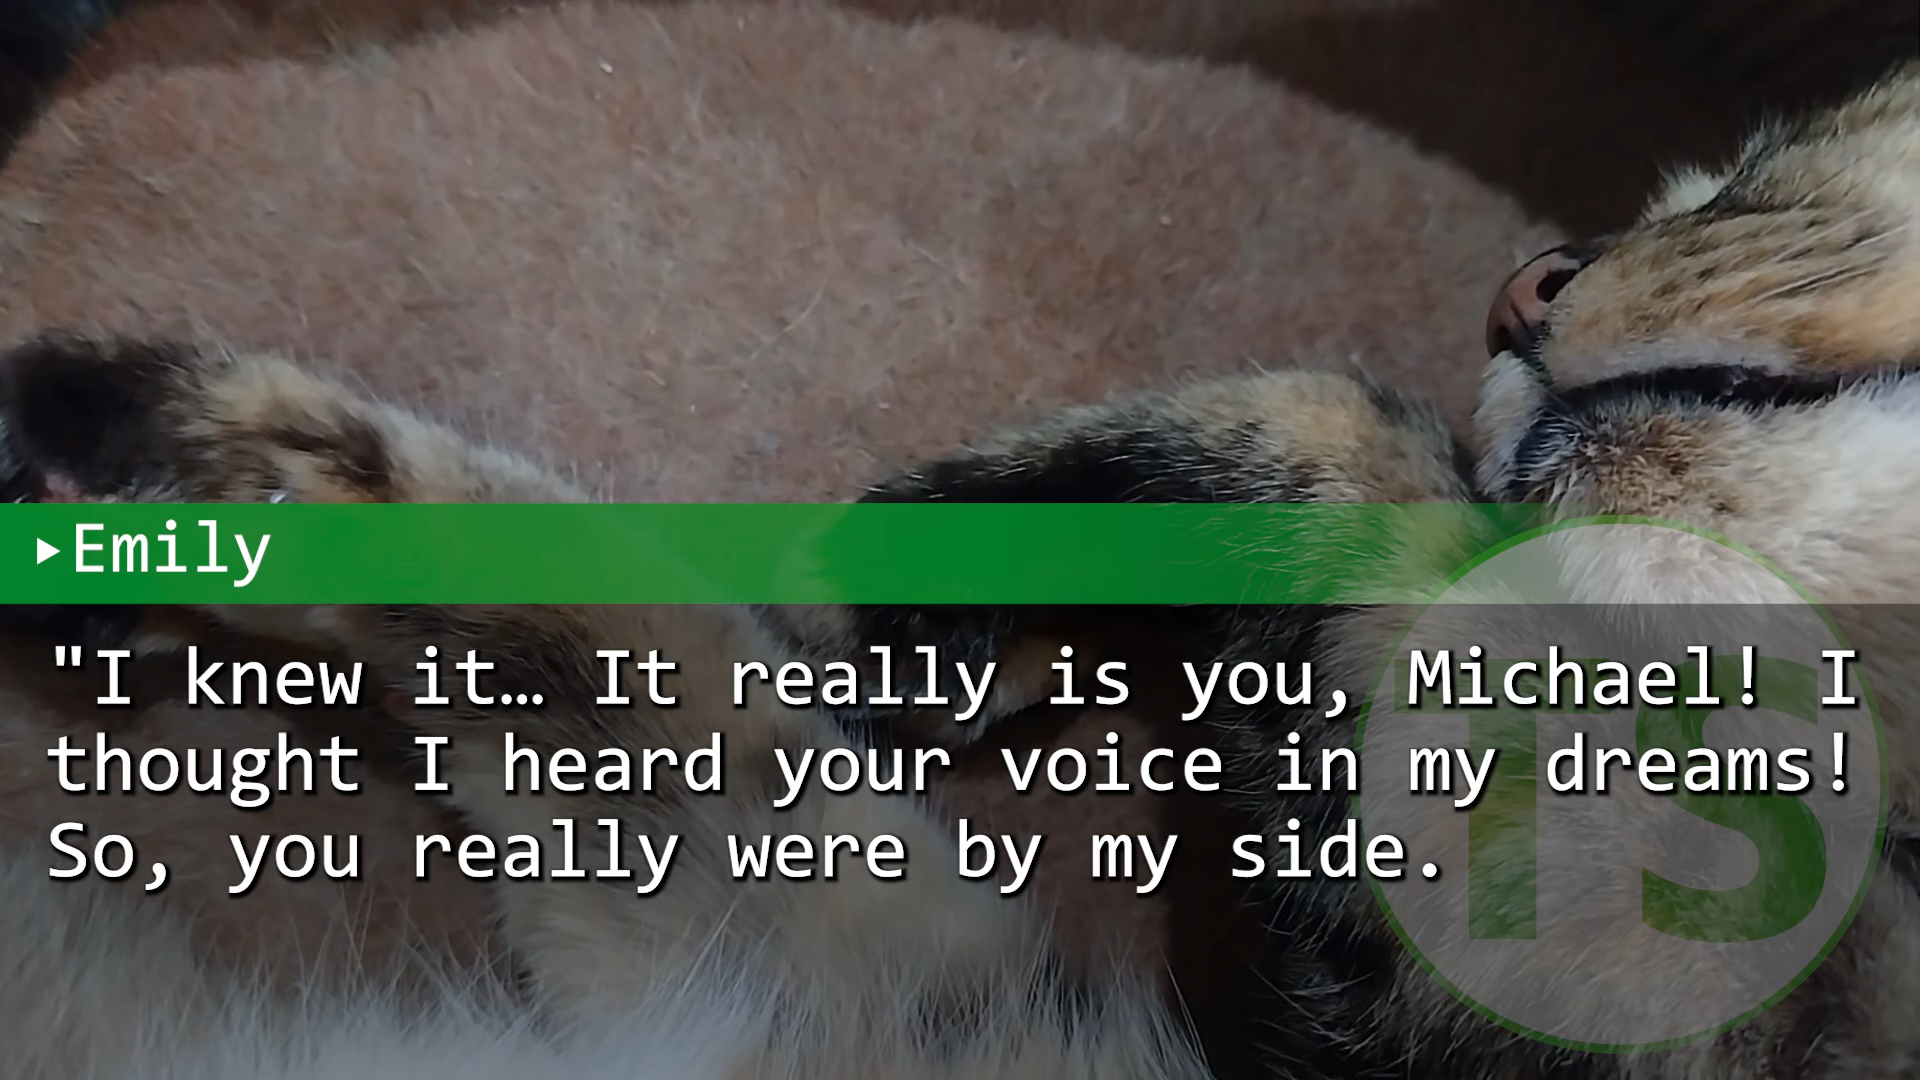 ▶Emily
"I knew it… It really is you, Michael! I
thought I heard your voice in my dreams!
So, you really were by my side.
TS